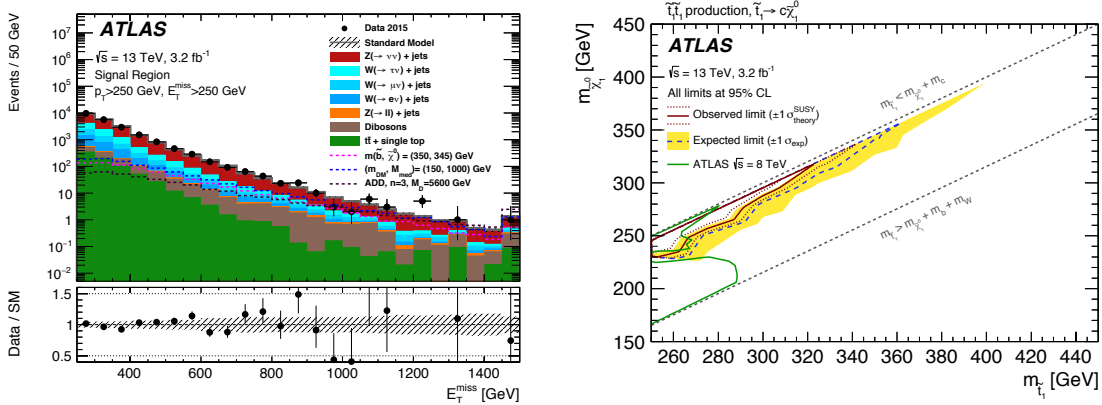 ATLAS
√s = 13 TeV, 3.2 fb⁻¹
Signal Region
p_T>250 GeV, E_T^miss>250 GeV
Data 2015
Standard Model
Z(→ νν) + jets
W(→ τν) + jets
W(→ μν) + jets
W(→ eν) + jets
Z(→ ll) + jets
Dibosons
tt̄ + single top
m(b̃, χ̃⁰) = (350, 345) GeV
(m_DM, M_med) = (150, 1000) GeV
ADD, n=3, M_D=5600 GeV
Events / 50 GeV
10⁷
10⁶
10⁵
10⁴
10³
10²
10
1
10⁻¹
10⁻²
Data / SM
1.5
1
0.5
400 600 800 1000 1200 1400
E_T^miss [GeV]
t̃₁t̃₁ production, t̃₁→ cχ̃₁⁰
m_χ̃₁⁰ [GeV]
450
400
350
300
250
200
150
ATLAS
√s = 13 TeV, 3.2 fb⁻¹
All limits at 95% CL
Observed limit (±1 σ_theory^SUSY)
Expected limit (±1 σ_exp)
ATLAS √s = 8 TeV
m_t̃₁ < m_χ̃₁⁰ + m_c
m_t̃₁ > m_χ̃₁⁰ + m_b + m_W
260 280 300 320 340 360 380 400 420 440
m_t̃₁ [GeV]